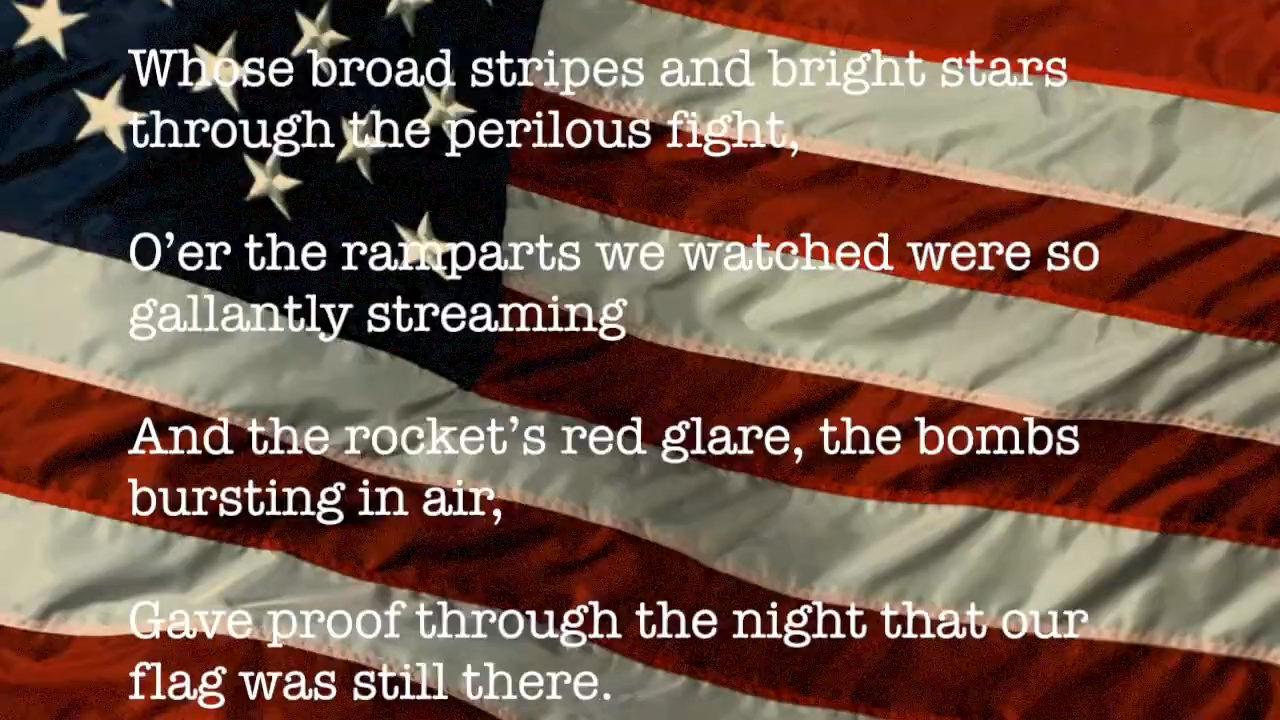 Whose broad stripes and bright stars
through the perilous fight,
O’er the ramparts we watched were so
gallantly streaming
And the rocket’s red glare, the bombs
bursting in air,
Gave proof through the night that our
flag was still there.